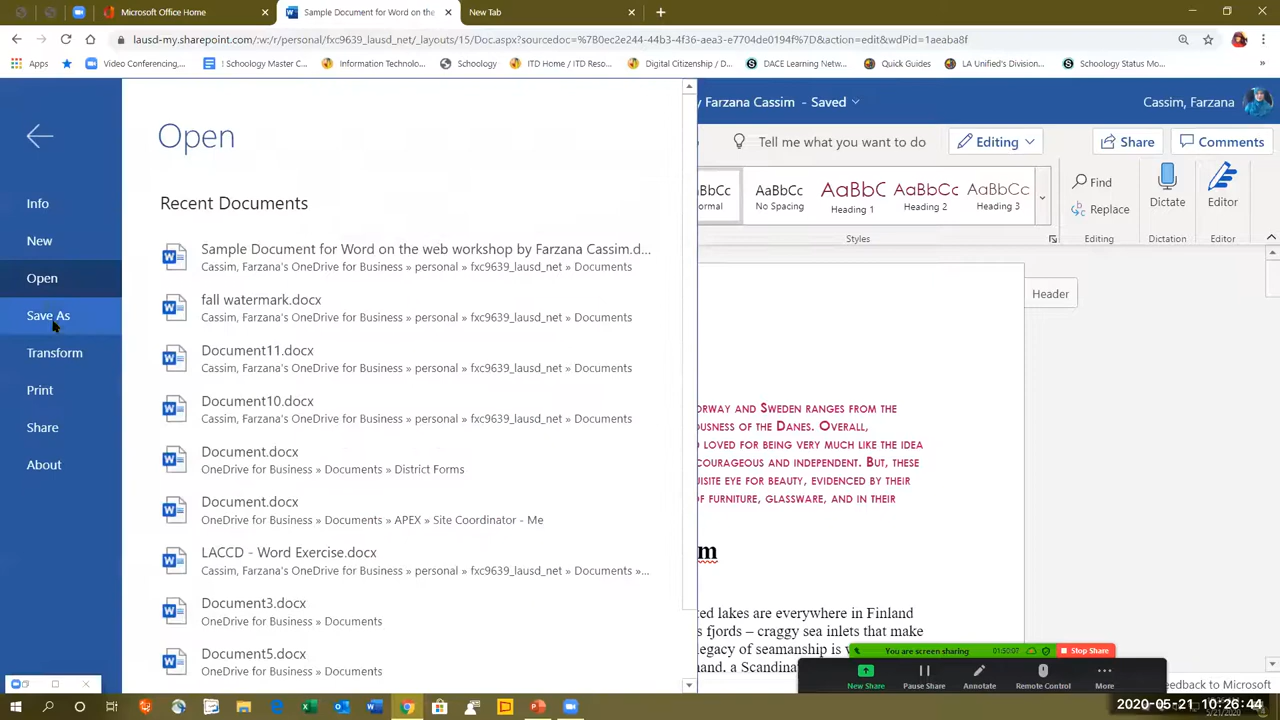 Microsoft Office Home
Sample Document for Word on the
New Tab
lausd-my.sharepoint.com/:w:/r/personal/fxc9639_lausd_net/_layouts/15/Doc.aspx?sourcedoc=%780ec2e244-44b3-4f36-aea3-e7704de0194f%7D&action=edit&wdPid=1aeaba8f
Apps
Video Conferencing...
! Schoology Master C...
Information Technolo...
Schoology
ITD Home / ITD Reso...
Digital Citizenship / D...
DACE Learning Netw...
Quick Guides
LA Unified's Division...
Schoology Status Mo...
»
y Farzana Cassim - Saved
Cassim, Farzana
Tell me what you want to do
Editing
Share
Comments
Open
Info
New
Open
Save As
Transform
Print
Share
About
Recent Documents
Sample Document for Word on the web workshop by Farzana Cassim.d...
Cassim, Farzana's OneDrive for Business » personal » fxc9639_lausd_net » Documents
fall watermark.docx
Cassim, Farzana's OneDrive for Business » personal » fxc9639_lausd_net » Documents
Document11.docx
Cassim, Farzana's OneDrive for Business » personal » fxc9639_lausd_net » Documents
Document10.docx
Cassim, Farzana's OneDrive for Business » personal » fxc9639_lausd_net » Documents
Document.docx
OneDrive for Business » Documents » District Forms
Document.docx
OneDrive for Business » Documents » APEX » Site Coordinator - Me
LACCD - Word Exercise.docx
Cassim, Farzana's OneDrive for Business » personal » fxc9639_lausd_net » Documents »...
Document3.docx
OneDrive for Business » Documents
Document5.docx
OneDrive for Business » Documents
bCc
ormal
AaBbCc
No Spacing
AaBbC
Heading 1
AaBbCc
Heading 2
AaBbCc
Heading 3
Styles
Find
Replace
Editing
Dictate
Dictation
Editor
Editor
Header
ORWAY AND SWEDEN RANGES FROM THE
USNESS OF THE DANES. OVERALL,
LOVED FOR BEING VERY MUCH LIKE THE IDEA
COURAGEOUS AND INDEPENDENT. BUT, THESE
UISITE EYE FOR BEAUTY, EVIDENCED BY THEIR
OF FURNITURE, GLASSWARE, AND IN THEIR
m
ed lakes are everywhere in Finland
s fjords – craggy sea inlets that make
legacy of seamanship is
hand, a Scandina
You are screen sharing
01:50:07
Stop Share
New Share
Pause Share
Annotate
Remote Control
More
eedback to Microsoft
2020-05-21 10:26:44